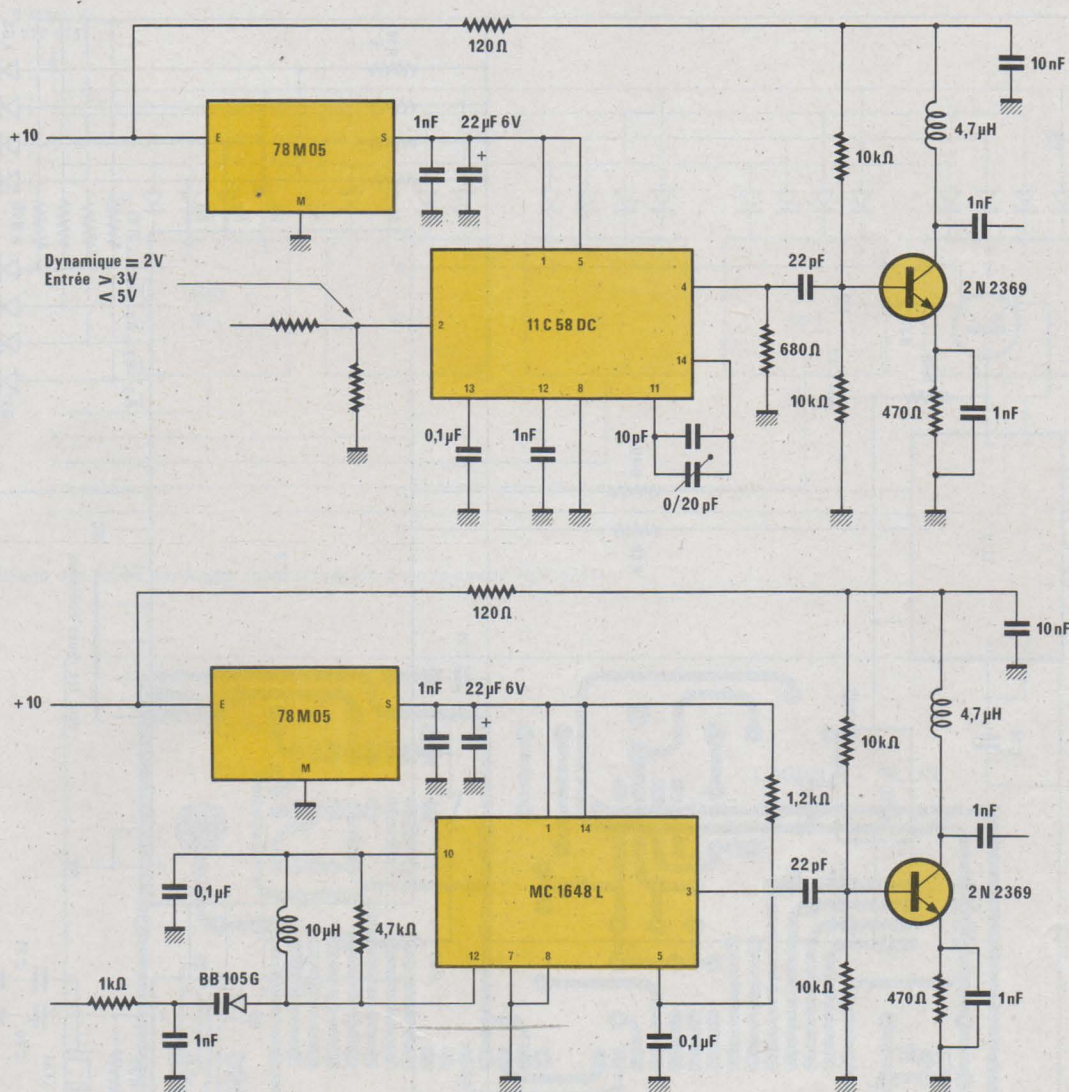 120Ω
10nF
+10
E
78M05
S
M
1nF
22µF 6V
+
10kΩ
4,7µH
1nF
Dynamique = 2V
Entrée > 3V
< 5V
2
1
5
11C58DC
4
14
13
12
8
11
22pF
2N2369
680Ω
10kΩ
470Ω
1nF
0,1µF
1nF
10pF
0/20pF
120Ω
10nF
+10
E
78M05
S
M
1nF
22µF 6V
+
10kΩ
4,7µH
1,2kΩ
1nF
10
1
14
MC1648L
3
12
7
8
5
22pF
2N2369
0,1µF
10µH
4,7kΩ
1kΩ
BB105G
1nF
0,1µF
10kΩ
470Ω
1nF